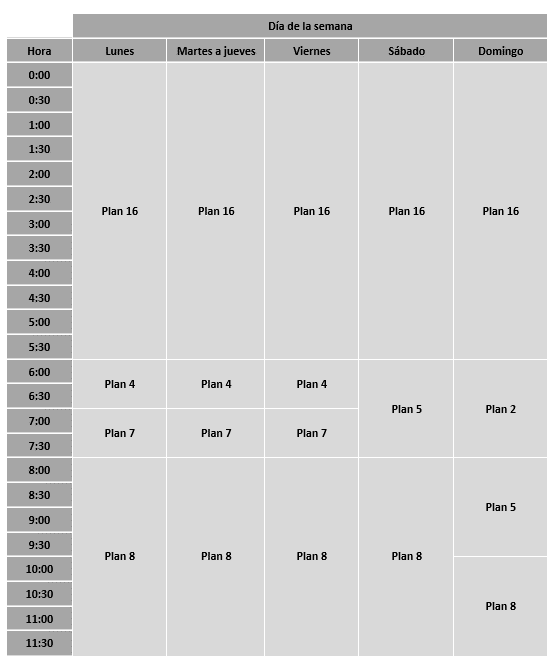 Día de la semana
Hora Lunes Martes a jueves Viernes Sábado Domingo
0:00
0:30
1:00
1:30
2:00
2:30
Plan 16 Plan 16 Plan 16 Plan 16 Plan 16
3:00
3:30
4:00
4:30
5:00
5:30
6:00
Plan 4 Plan 4 Plan 4
6:30
Plan 5 Plan 2
7:00
Plan 7 Plan 7 Plan 7
7:30
8:00
8:30
Plan 5
9:00
9:30
Plan 8 Plan 8 Plan 8 Plan 8
10:00
10:30
Plan 8
11:00
11:30